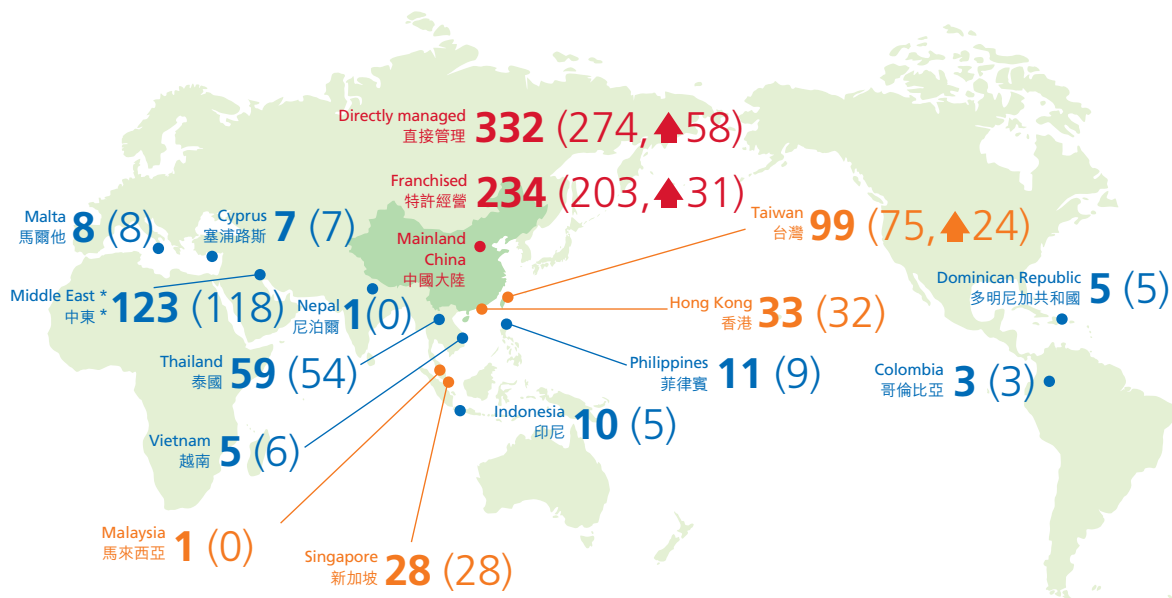 Directly managed
直接管理
332 (274, 58)
Franchised
特許經營
234 (203, 31)
Mainland
China
中國大陸
Malta
馬爾他
8 (8)
Cyprus
塞浦路斯
7 (7)
Taiwan
台灣
99 (75, 24)
Middle East *
中東 *
123 (118)
Nepal
尼泊爾
1(0)
Hong Kong
香港
33 (32)
Dominican Republic
多明尼加共和國
5 (5)
Thailand
泰國
59 (54)
Philippines
菲律賓
11 (9)
Colombia
哥倫比亞
3 (3)
Vietnam
越南
5 (6)
Indonesia
印尼
10 (5)
Malaysia
馬來西亞
1 (0)
Singapore
新加坡
28 (28)